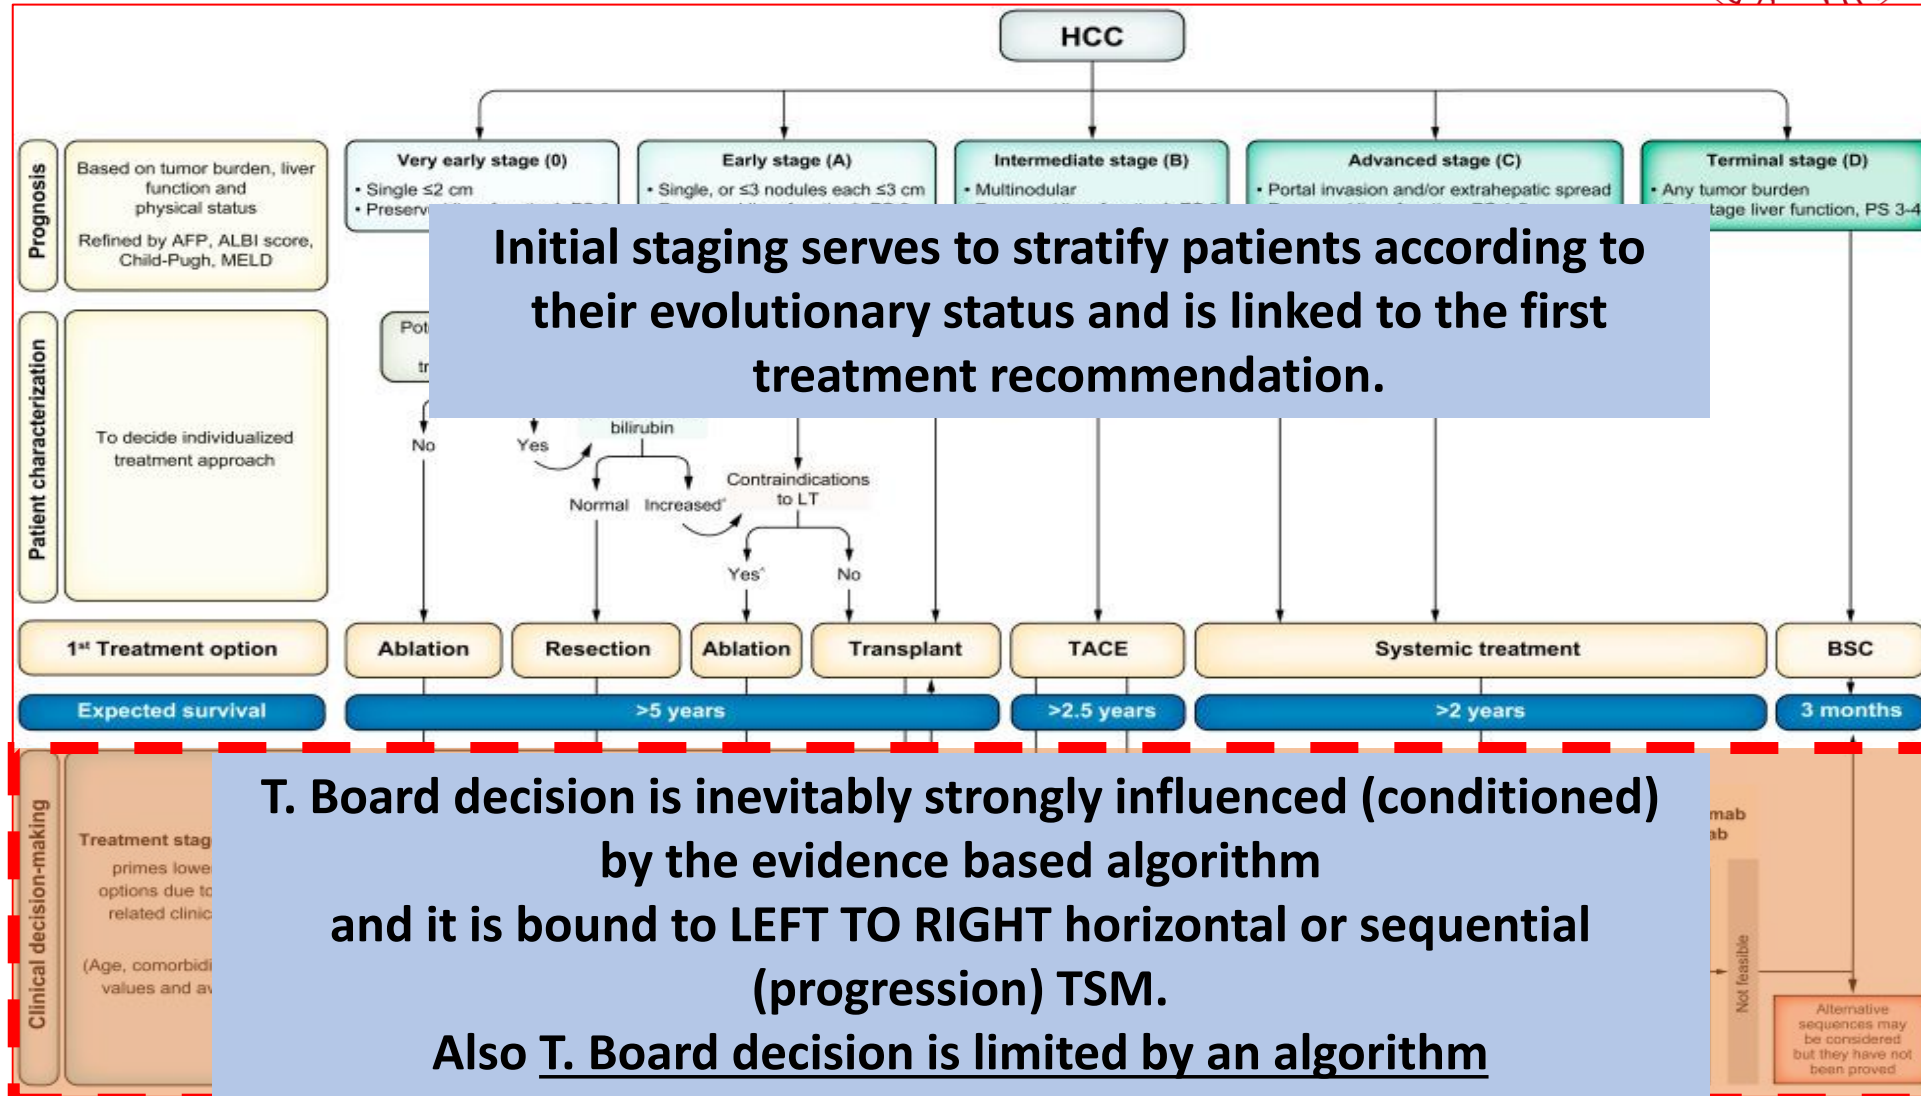 HCC
Prognosis
Based on tumor burden, liver
function and
physical status
Refined by AFP, ALBI score,
Child-Pugh, MELD
Very early stage (0)
• Single ≤2 cm
Early stage (A)
• Single, or ≤3 nodules each ≤3 cm
Intermediate stage (B)
• Multinodular
Advanced stage (C)
• Portal invasion and/or extrahepatic spread
Terminal stage (D)
• Any tumor burden
tage liver function, PS 3-4
Initial staging serves to stratify patients according to
their evolutionary status and is linked to the first
treatment recommendation.
Patient characterization
To decide individualized
treatment approach
Pot
tr
No
Yes
bilirubin
Normal
Increased
Contraindications
to LT
Yes
No
1st Treatment option
Ablation
Resection
Ablation
Transplant
TACE
Systemic treatment
BSC
Expected survival
>5 years
>2.5 years
>2 years
3 months
Clinical decision-making
Treatment stag
primes lowe
options due to
related clinic
(Age, comorbidi
values and av
T. Board decision is inevitably strongly influenced (conditioned)
by the evidence based algorithm
and it is bound to LEFT TO RIGHT horizontal or sequential
(progression) TSM.
Also T. Board decision is limited by an algorithm
mab
ab
Not feasible
Alternative
sequences may
be considered
but they have not
been proved